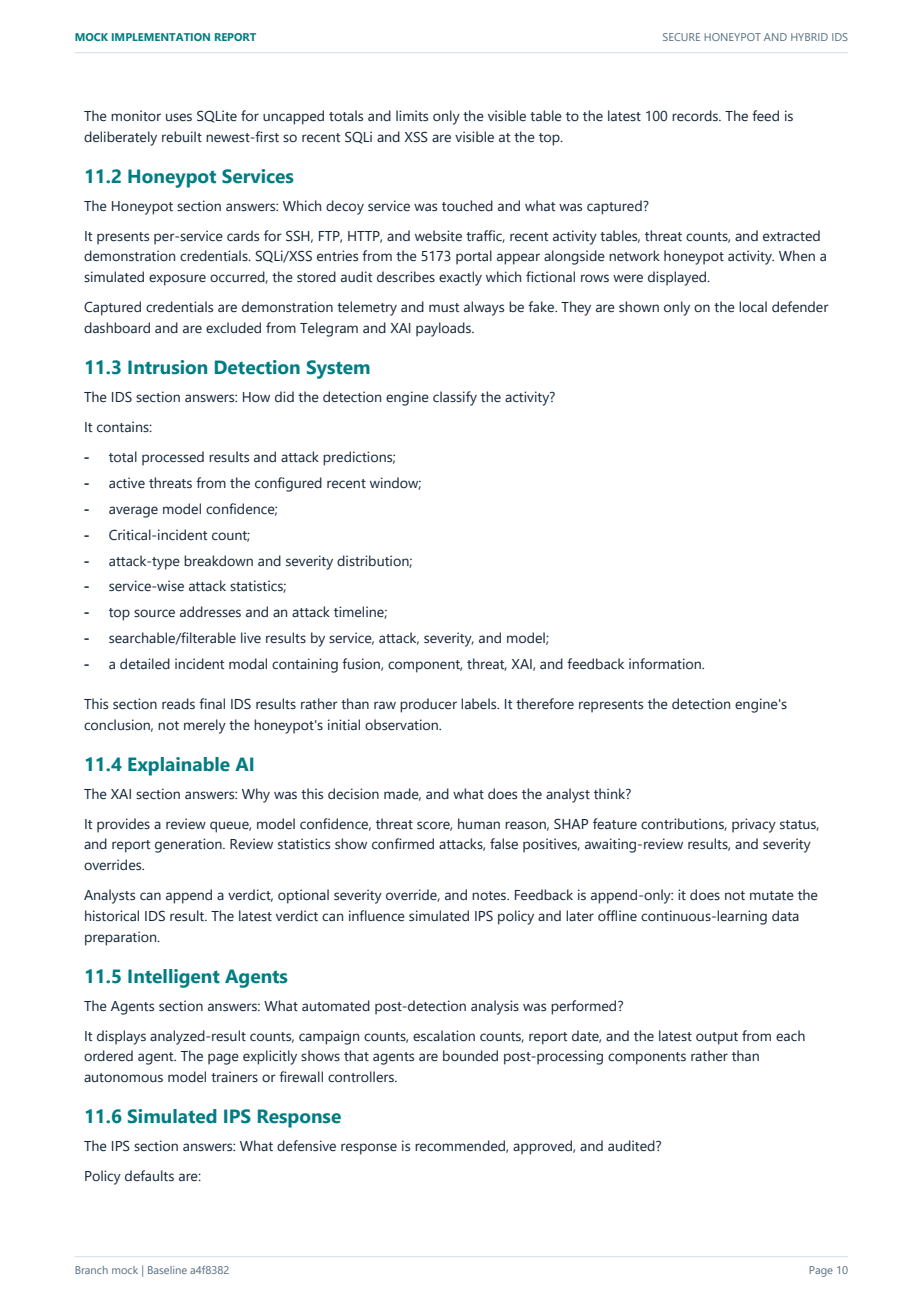 MOCK IMPLEMENTATION REPORT
SECURE HONEYPOT AND HYBRID IDS
The monitor uses SQLite for uncapped totals and limits only the visible table to the latest 100 records. The feed is
deliberately rebuilt newest-first so recent SQLi and XSS are visible at the top.
11.2 Honeypot Services
The Honeypot section answers: Which decoy service was touched and what was captured?
It presents per-service cards for SSH, FTP, HTTP, and website traffic, recent activity tables, threat counts, and extracted
demonstration credentials. SQLi/XSS entries from the 5173 portal appear alongside network honeypot activity. When a
simulated exposure occurred, the stored audit describes exactly which fictional rows were displayed.
Captured credentials are demonstration telemetry and must always be fake. They are shown only on the local defender
dashboard and are excluded from Telegram and XAI payloads.
11.3 Intrusion Detection System
The IDS section answers: How did the detection engine classify the activity?
It contains:
- total processed results and attack predictions;
- active threats from the configured recent window;
- average model confidence;
- Critical-incident count;
- attack-type breakdown and severity distribution;
- service-wise attack statistics;
- top source addresses and an attack timeline;
- searchable/filterable live results by service, attack, severity, and model;
- a detailed incident modal containing fusion, component, threat, XAI, and feedback information.
This section reads final IDS results rather than raw producer labels. It therefore represents the detection engine's
conclusion, not merely the honeypot's initial observation.
11.4 Explainable AI
The XAI section answers: Why was this decision made, and what does the analyst think?
It provides a review queue, model confidence, threat score, human reason, SHAP feature contributions, privacy status,
and report generation. Review statistics show confirmed attacks, false positives, awaiting-review results, and severity
overrides.
Analysts can append a verdict, optional severity override, and notes. Feedback is append-only: it does not mutate the
historical IDS result. The latest verdict can influence simulated IPS policy and later offline continuous-learning data
preparation.
11.5 Intelligent Agents
The Agents section answers: What automated post-detection analysis was performed?
It displays analyzed-result counts, campaign counts, escalation counts, report date, and the latest output from each
ordered agent. The page explicitly shows that agents are bounded post-processing components rather than
autonomous model trainers or firewall controllers.
11.6 Simulated IPS Response
The IPS section answers: What defensive response is recommended, approved, and audited?
Policy defaults are:
Branch mock | Baseline a4f8382
Page 10